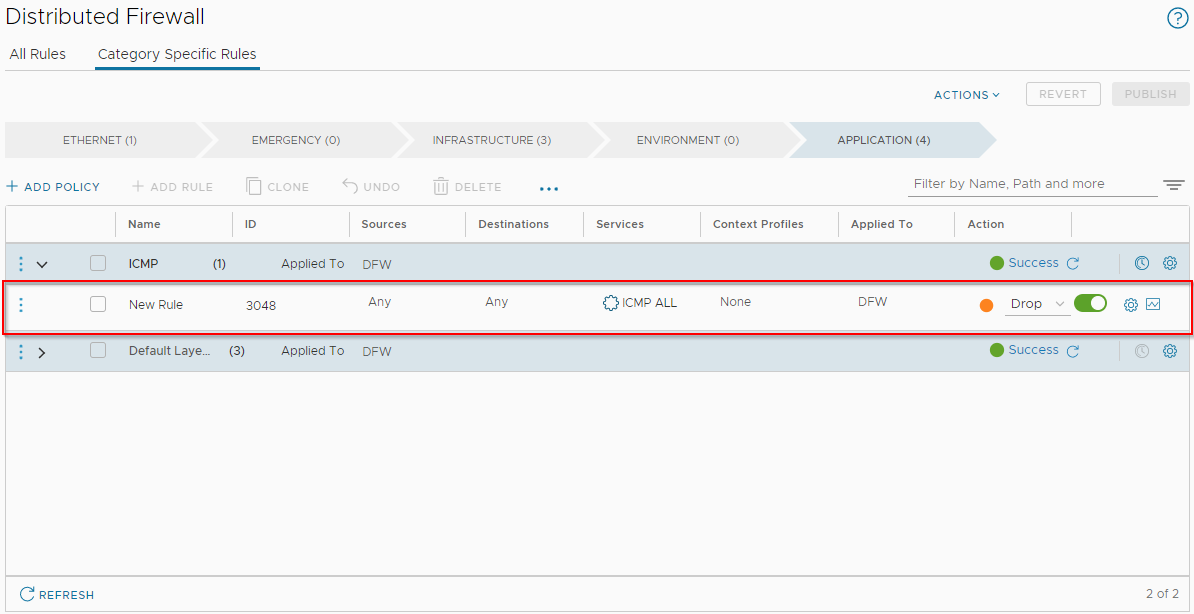 Distributed Firewall
?
All Rules Category Specific Rules
ACTIONS REVERT PUBLISH
ETHERNET (1) EMERGENCY (0) INFRASTRUCTURE (3) ENVIRONMENT (0) APPLICATION (4)
+ ADD POLICY + ADD RULE CLONE UNDO DELETE ... Filter by Name, Path and more
Name ID Sources Destinations Services Context Profiles Applied To Action
ICMP (1) Applied To DFW Success
New Rule 3048 Any Any ICMP ALL None DFW Drop
Default Laye... (3) Applied To DFW Success
REFRESH 2 of 2